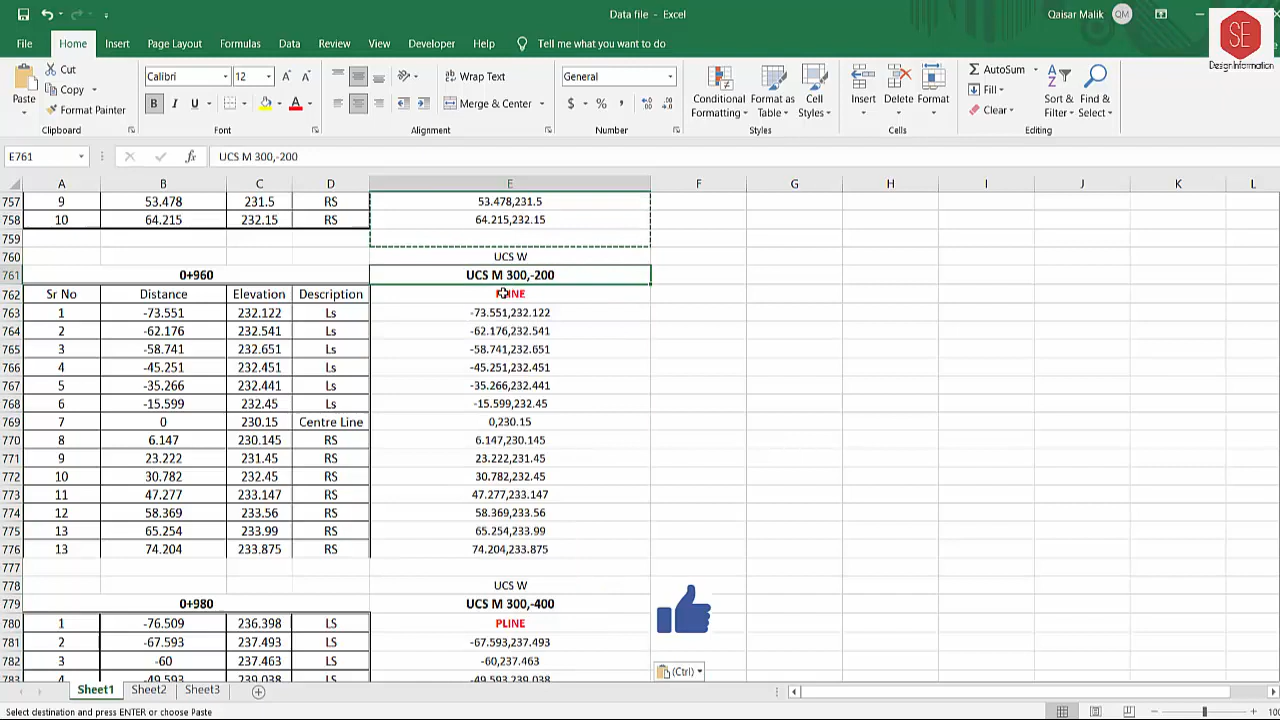 Data file - Excel
Qaisar Malik QM
SE
Design Information
File Home Insert Page Layout Formulas Data Review View Developer Help Tell me what you want to do
Paste
Cut
Copy
Format Painter
Clipboard
Calibri 12
B I U
Font
Wrap Text
Merge & Center
Alignment
General
$ % ,
Number
Conditional Formatting
Format as Table
Cell Styles
Styles
Insert Delete Format
Cells
AutoSum
Fill
Clear
Sort & Filter
Find & Select
Editing
E761 fx UCS M 300,-200
A B C D E F G H I J K L
757 9 53.478 231.5 RS 53.478,231.5
758 10 64.215 232.15 RS 64.215,232.15
759
760 UCS W
761 0+960 UCS M 300,-200
762 Sr No Distance Elevation Description PLINE
763 1 -73.551 232.122 Ls -73.551,232.122
764 2 -62.176 232.541 Ls -62.176,232.541
765 3 -58.741 232.651 Ls -58.741,232.651
766 4 -45.251 232.451 Ls -45.251,232.451
767 5 -35.266 232.441 Ls -35.266,232.441
768 6 -15.599 232.45 Ls -15.599,232.45
769 7 0 230.15 Centre Line 0,230.15
770 8 6.147 230.145 RS 6.147,230.145
771 9 23.222 231.45 RS 23.222,231.45
772 10 30.782 232.45 RS 30.782,232.45
773 11 47.277 233.147 RS 47.277,233.147
774 12 58.369 233.56 RS 58.369,233.56
775 13 65.254 233.99 RS 65.254,233.99
776 13 74.204 233.875 RS 74.204,233.875
777
778 UCS W
779 0+980 UCS M 300,-400
780 1 -76.509 236.398 LS PLINE
781 2 -67.593 237.493 LS -67.593,237.493
782 3 -60 237.463 LS -60,237.463
783 4 -49.593 239.038 LS -49.593,239.038
(Ctrl)
Sheet1 Sheet2 Sheet3
Select destination and press ENTER or choose Paste
100